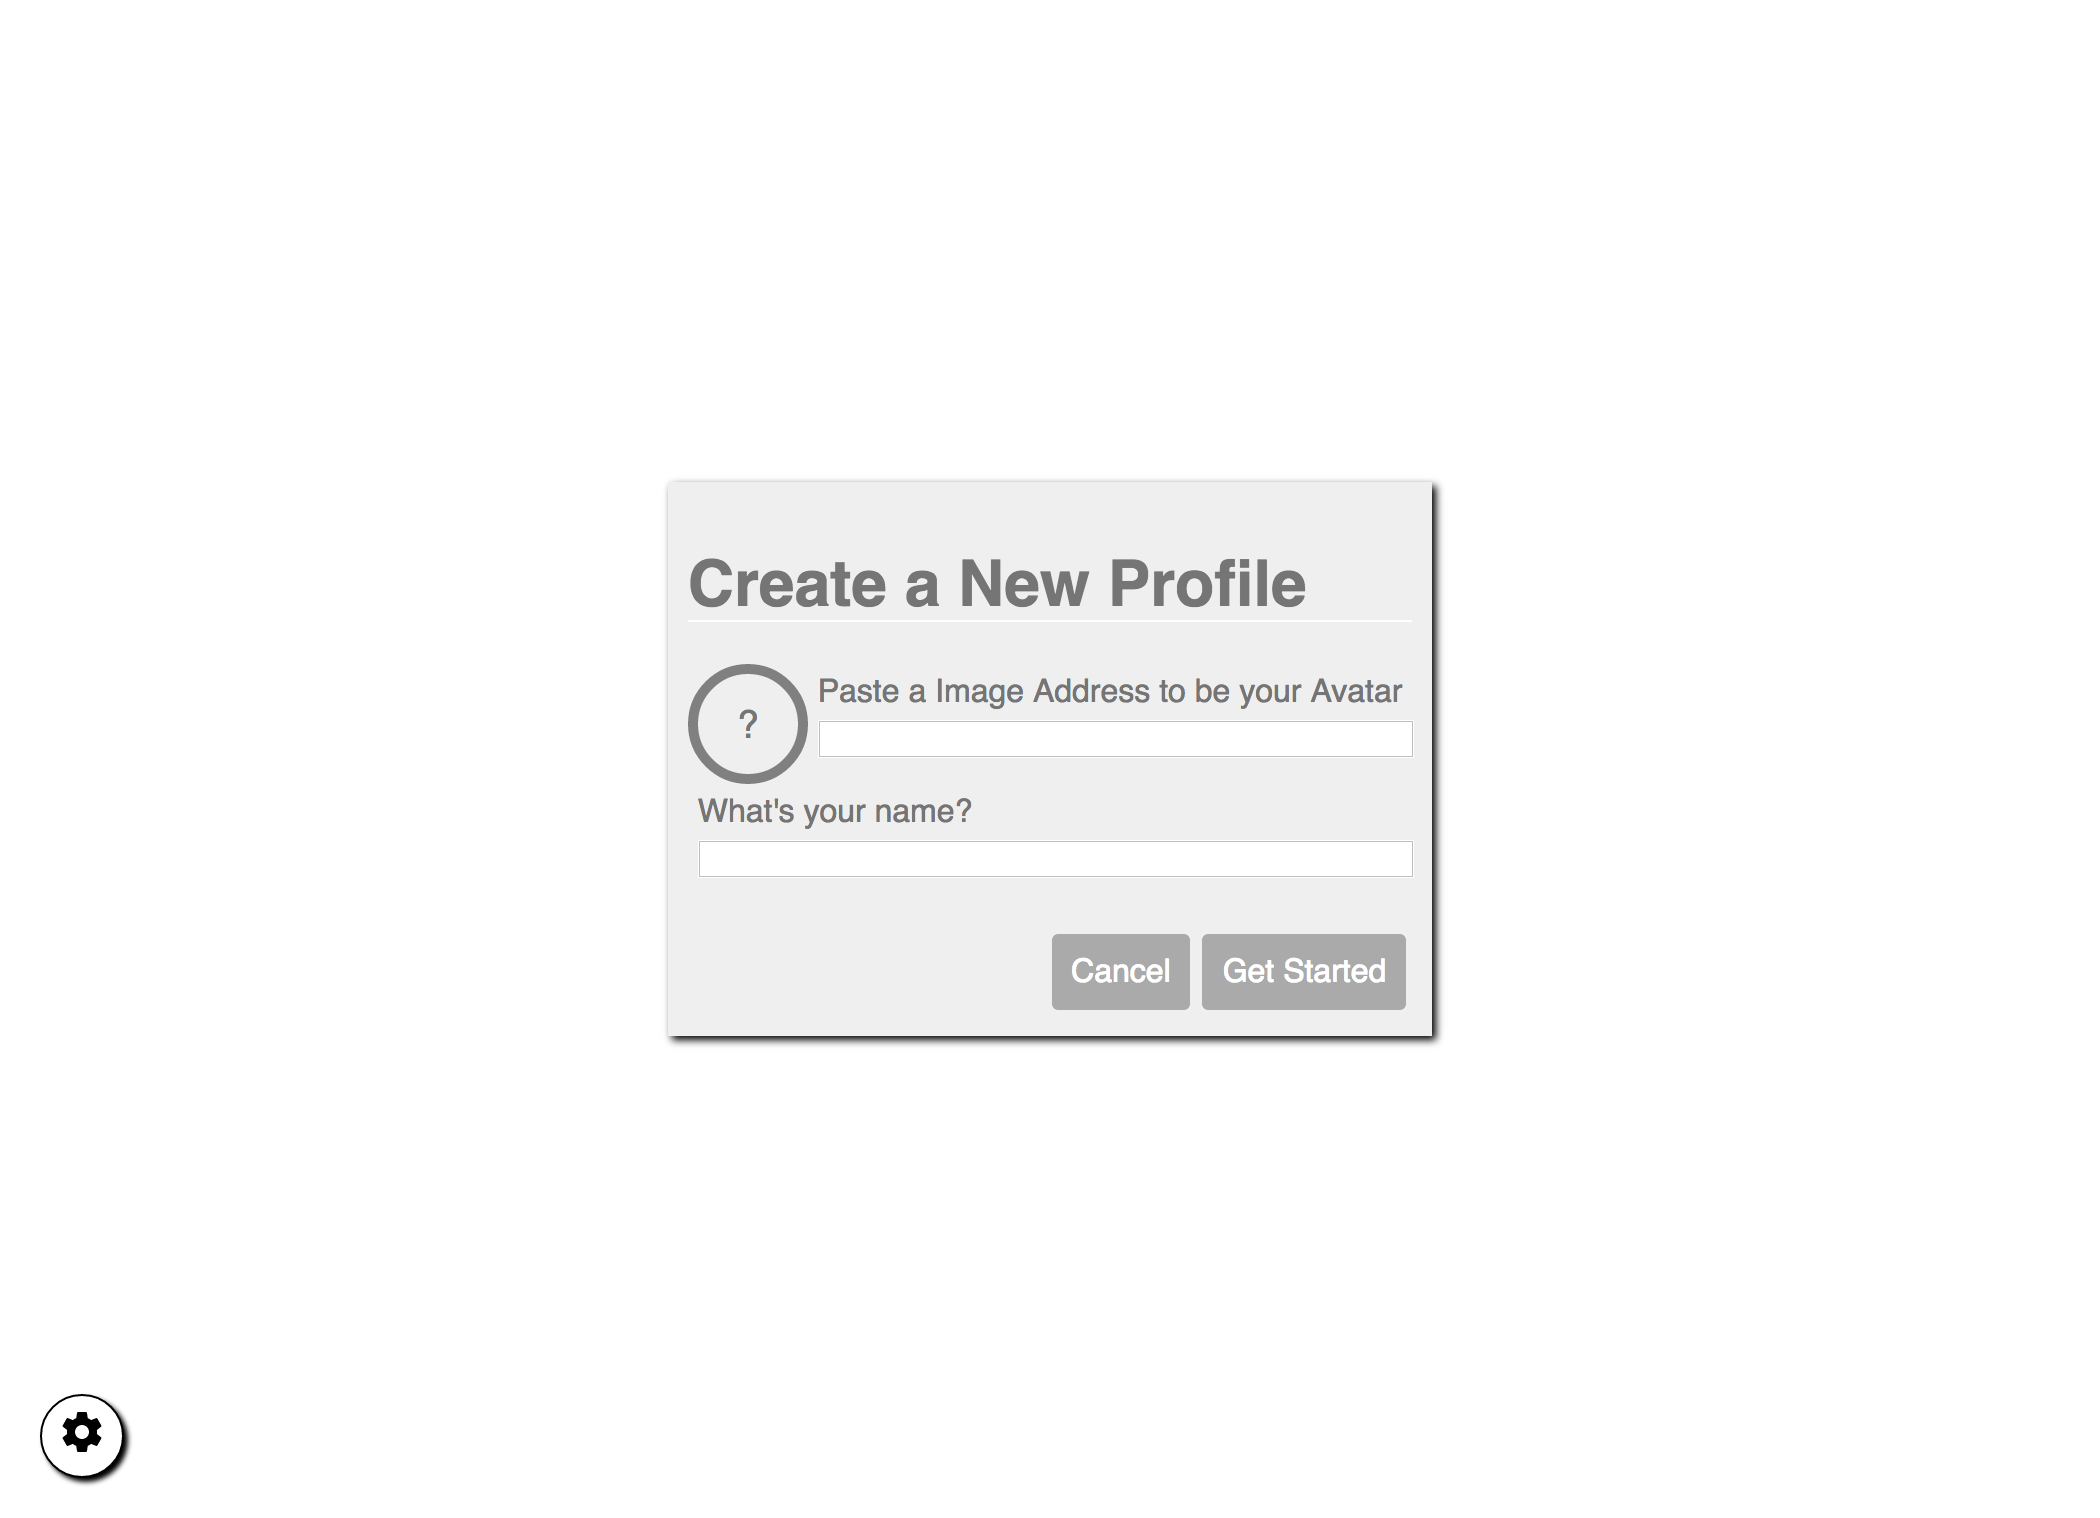 Create a New Profile
?
Paste a Image Address to be your Avatar
What's your name?
Cancel
Get Started